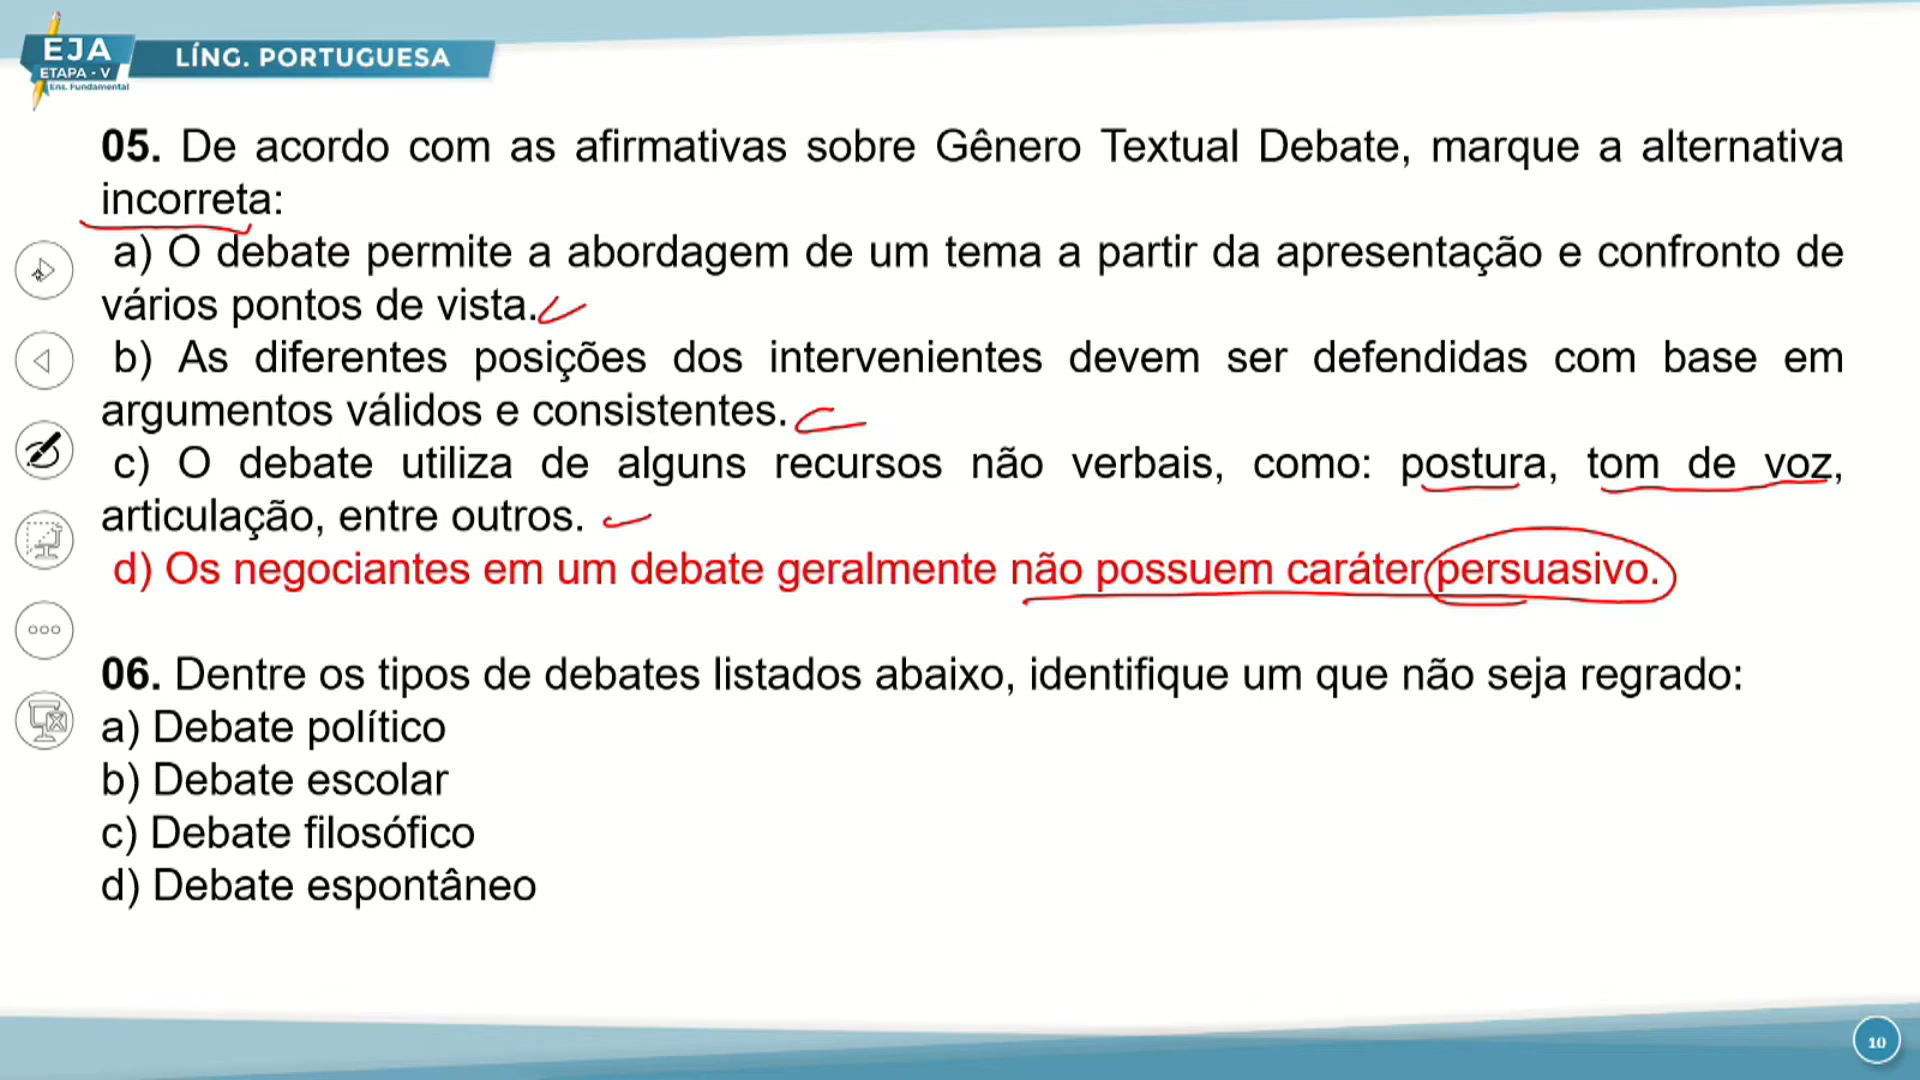 EJA
ETAPA - V
Ens. Fundamental
LÍNG. PORTUGUESA
05. De acordo com as afirmativas sobre Gênero Textual Debate, marque a alternativa
incorreta:
a) O debate permite a abordagem de um tema a partir da apresentação e confronto de
vários pontos de vista.
b) As diferentes posições dos intervenientes devem ser defendidas com base em
argumentos válidos e consistentes.
c) O debate utiliza de alguns recursos não verbais, como: postura, tom de voz,
articulação, entre outros.
d) Os negociantes em um debate geralmente não possuem caráter persuasivo.
06. Dentre os tipos de debates listados abaixo, identifique um que não seja regrado:
a) Debate político
b) Debate escolar
c) Debate filosófico
d) Debate espontâneo
10